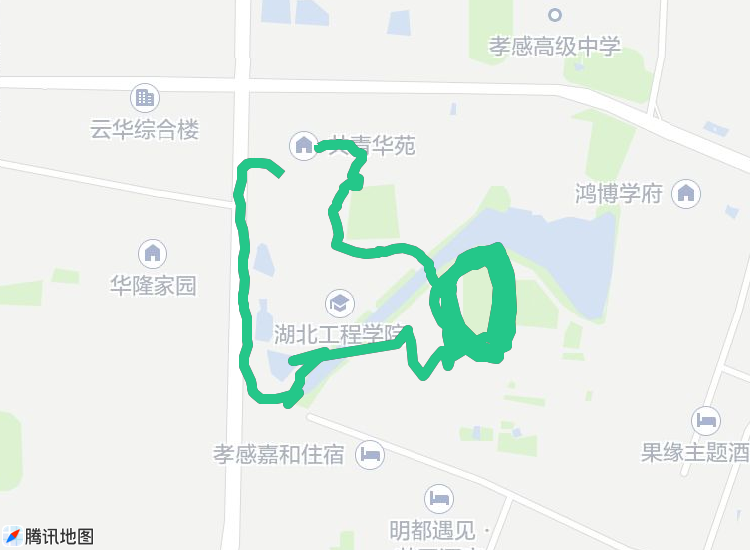 孝感高级中学
云华综合楼
共青华苑
鸿博学府
华隆家园
湖北工程学院
孝感嘉和住宿
果缘主题酒
明都遇见·
腾讯地图